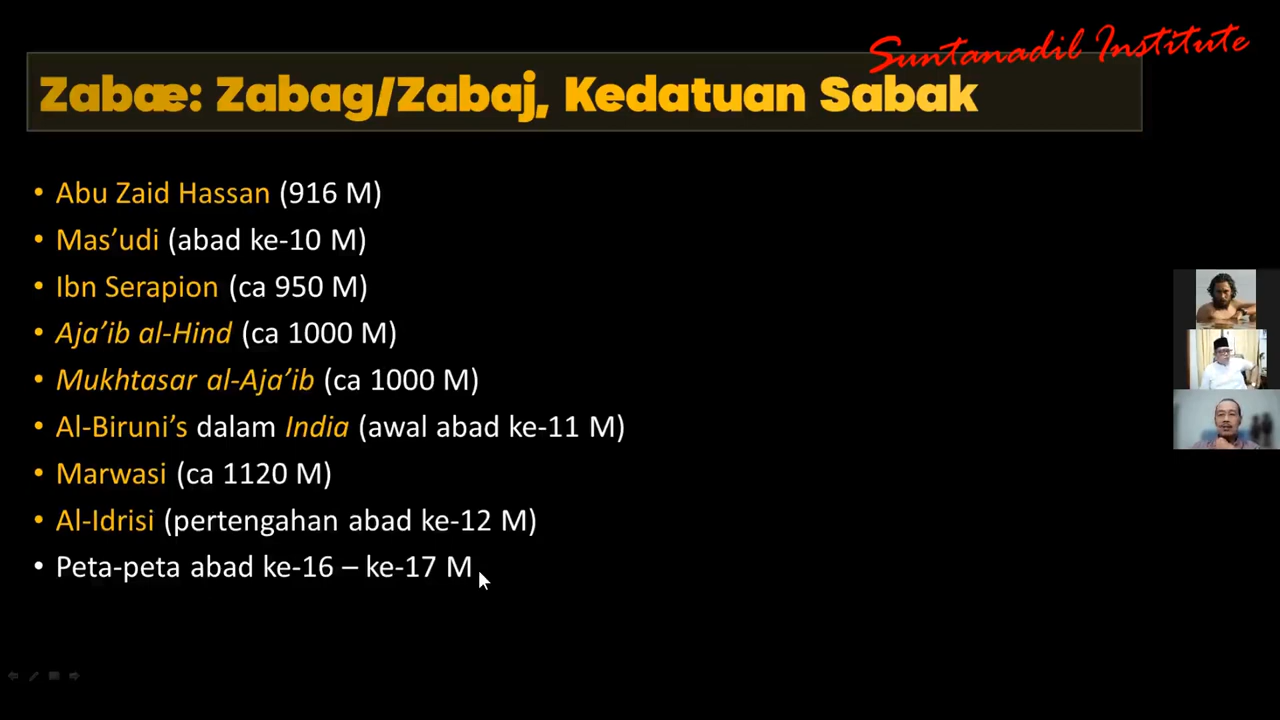 Suntanadil Institute
Zabæ: Zabag/Zabaj, Kedatuan Sabak
• Abu Zaid Hassan (916 M)
• Mas’udi (abad ke-10 M)
• Ibn Serapion (ca 950 M)
• Aja’ib al-Hind (ca 1000 M)
• Mukhtasar al-Aja’ib (ca 1000 M)
• Al-Biruni’s dalam India (awal abad ke-11 M)
• Marwasi (ca 1120 M)
• Al-Idrisi (pertengahan abad ke-12 M)
• Peta-peta abad ke-16 – ke-17 M